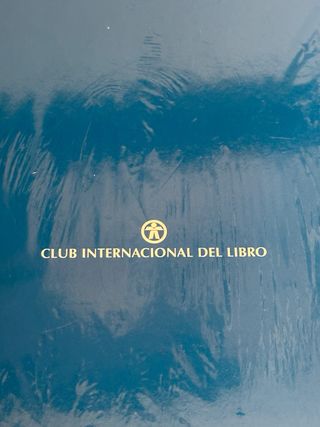 CLUB INTERNACIONAL DEL LIBRO